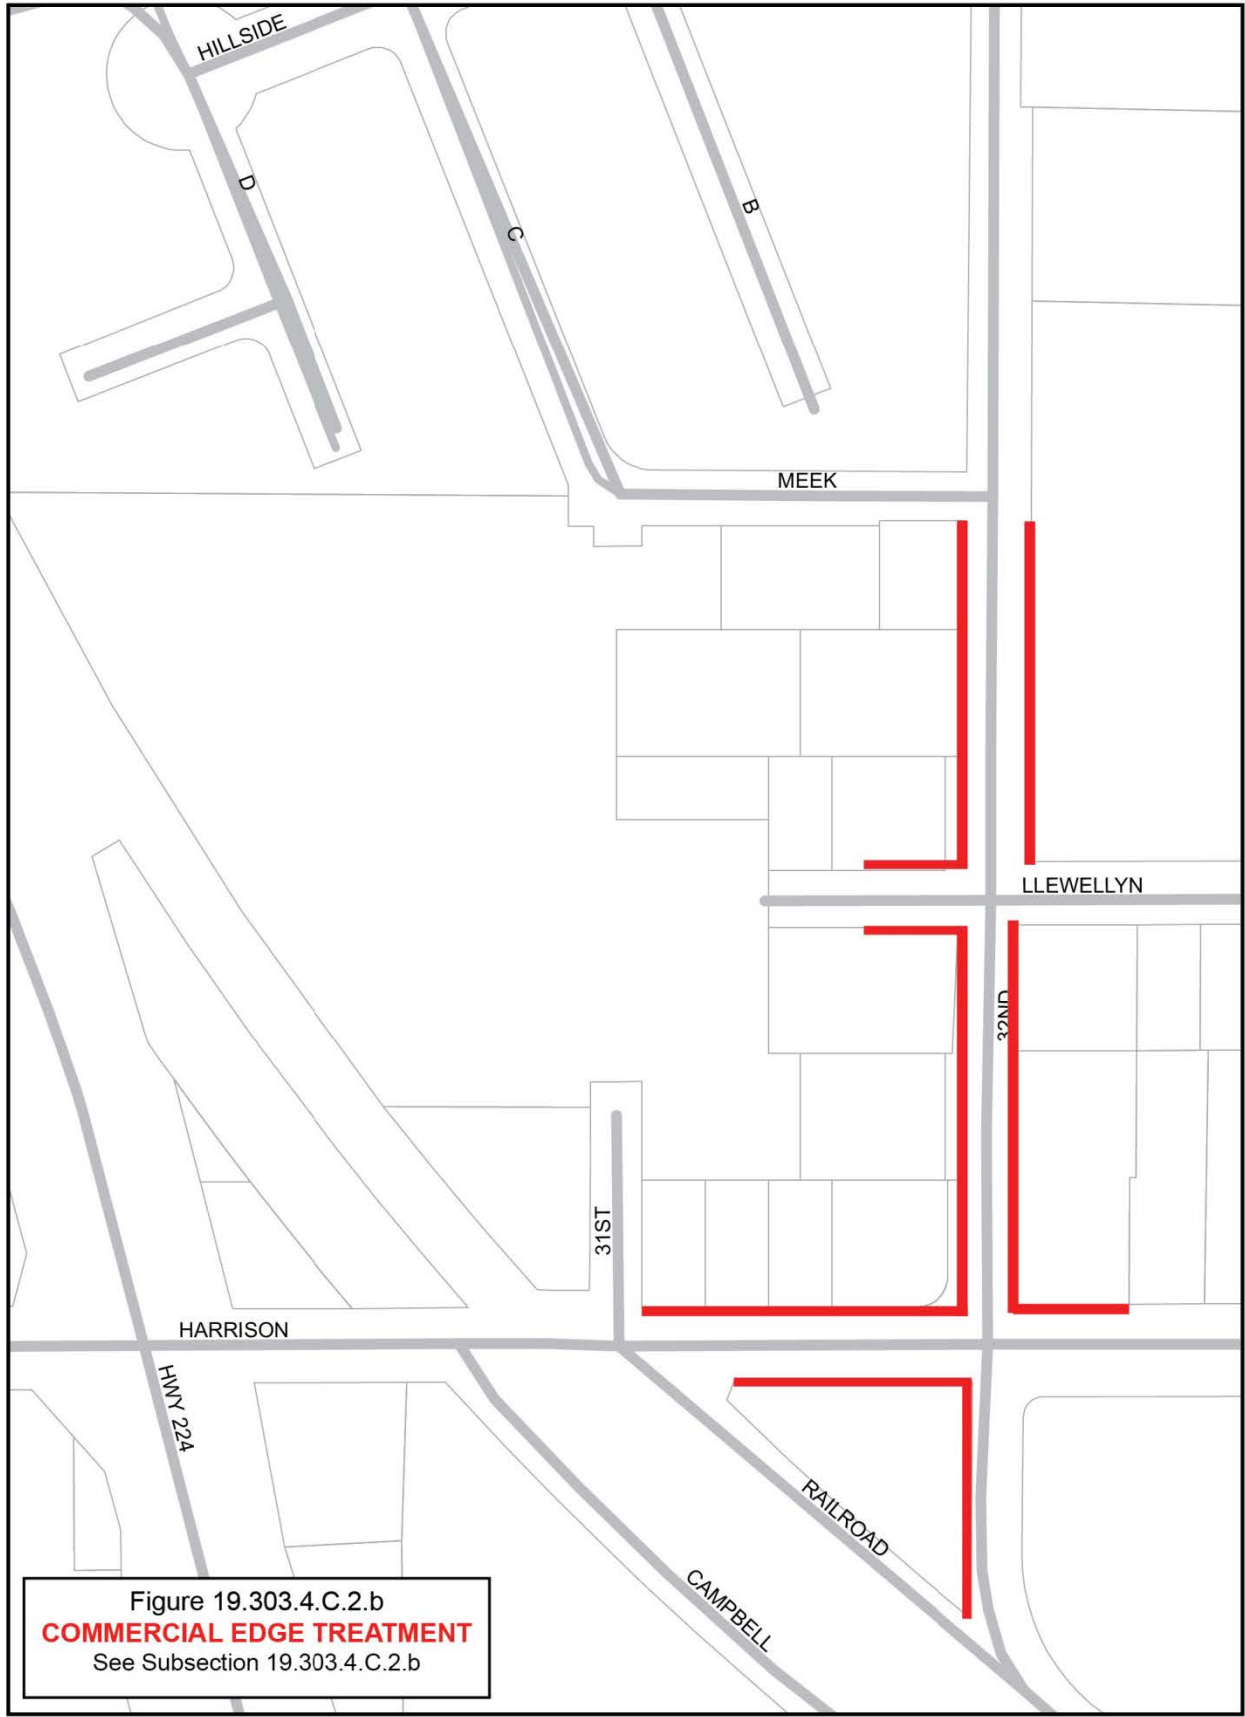 HILLSIDE
D
C
B
MEEK
LLEWELLYN
32ND
31ST
HARRISON
HWY 224
RAILROAD
CAMPBELL
Figure 19.303.4.C.2.b
COMMERCIAL EDGE TREATMENT
See Subsection 19.303.4.C.2.b